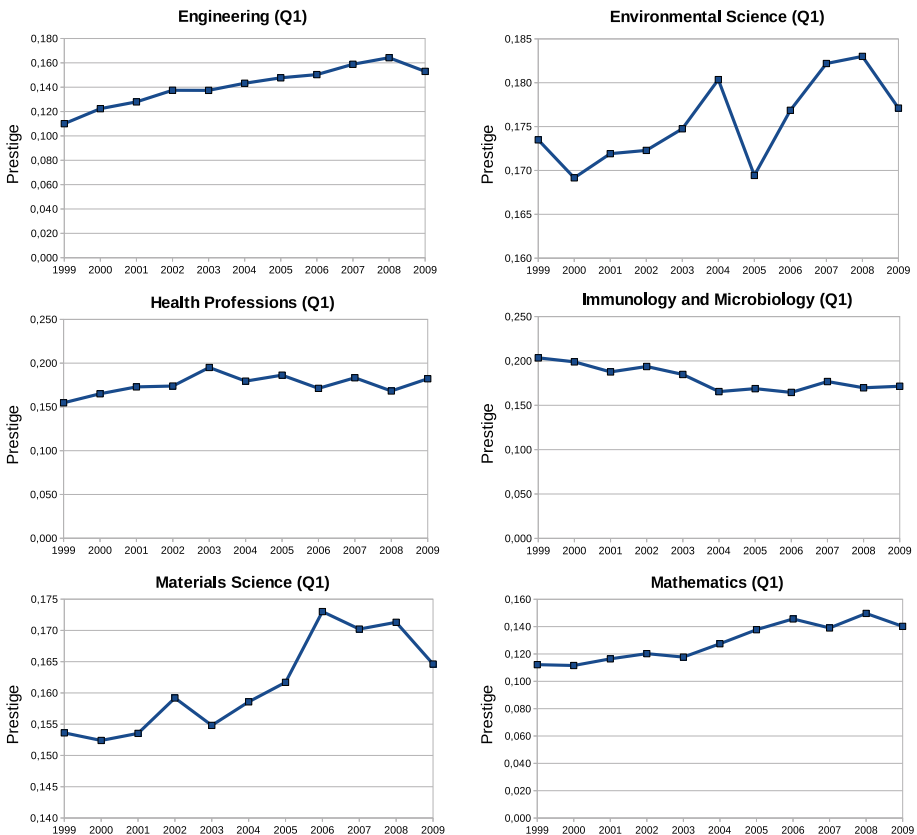 Engineering (Q1)
Prestige
0,180
0,160
0,140
0,120
0,100
0,080
0,060
0,040
0,020
0,000
1999 2000 2001 2002 2003 2004 2005 2006 2007 2008 2009
Environmental Science (Q1)
Prestige
0,185
0,180
0,175
0,170
0,165
0,160
1999 2000 2001 2002 2003 2004 2005 2006 2007 2008 2009
Health Professions (Q1)
Prestige
0,250
0,200
0,150
0,100
0,050
0,000
1999 2000 2001 2002 2003 2004 2005 2006 2007 2008 2009
Immunology and Microbiology (Q1)
Prestige
0,250
0,200
0,150
0,100
0,050
0,000
1999 2000 2001 2002 2003 2004 2005 2006 2007 2008 2009
Materials Science (Q1)
Prestige
0,175
0,170
0,165
0,160
0,155
0,150
0,145
0,140
1999 2000 2001 2002 2003 2004 2005 2006 2007 2008 2009
Mathematics (Q1)
Prestige
0,160
0,140
0,120
0,100
0,080
0,060
0,040
0,020
0,000
1999 2000 2001 2002 2003 2004 2005 2006 2007 2008 2009